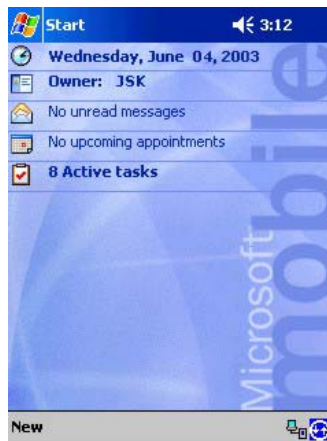 Start 3:12
Wednesday, June 04, 2003
Owner: JSK
No unread messages
No upcoming appointments
8 Active tasks
Microsoft
mobile
New